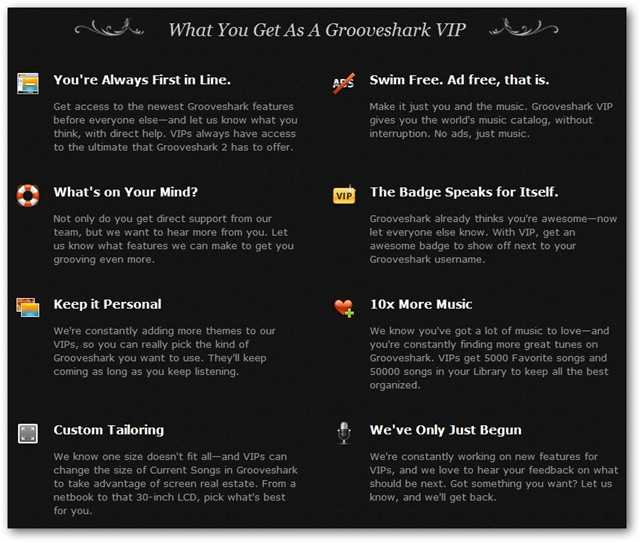 What You Get As A Grooveshark VIP
You're Always First in Line.
Get access to the newest Grooveshark features
before everyone else—and let us know what you
think, with direct help. VIPs always have access
to the ultimate that Grooveshark 2 has to offer.
ADS
Swim Free. Ad free, that is.
Make it just you and the music. Grooveshark VIP
gives you the world's music catalog, without
interruption. No ads, just music.
What's on Your Mind?
Not only do you get direct support from our
team, but we want to hear more from you. Let
us know what features we can make to get you
grooving even more.
VIP
The Badge Speaks for Itself.
Grooveshark already thinks you're awesome—now
let everyone else know. With VIP, get an
awesome badge to show off next to your
Grooveshark username.
Keep it Personal
We're constantly adding more themes to our
VIPs, so you can really pick the kind of
Grooveshark you want to use. They'll keep
coming as long as you keep listening.
10x More Music
We know you've got a lot of music to love—and
you're constantly finding more great tunes on
Grooveshark. VIPs get 5000 Favorite songs and
50000 songs in your Library to keep all the best
organized.
Custom Tailoring
We know one size doesn't fit all—and VIPs can
change the size of Current Songs in Grooveshark
to take advantage of screen real estate. From a
netbook to that 30-inch LCD, pick what's best
for you.
We've Only Just Begun
We're constantly working on new features for
VIPs, and we love to hear your feedback on what
should be next. Got something you want? Let us
know, and we'll get back.